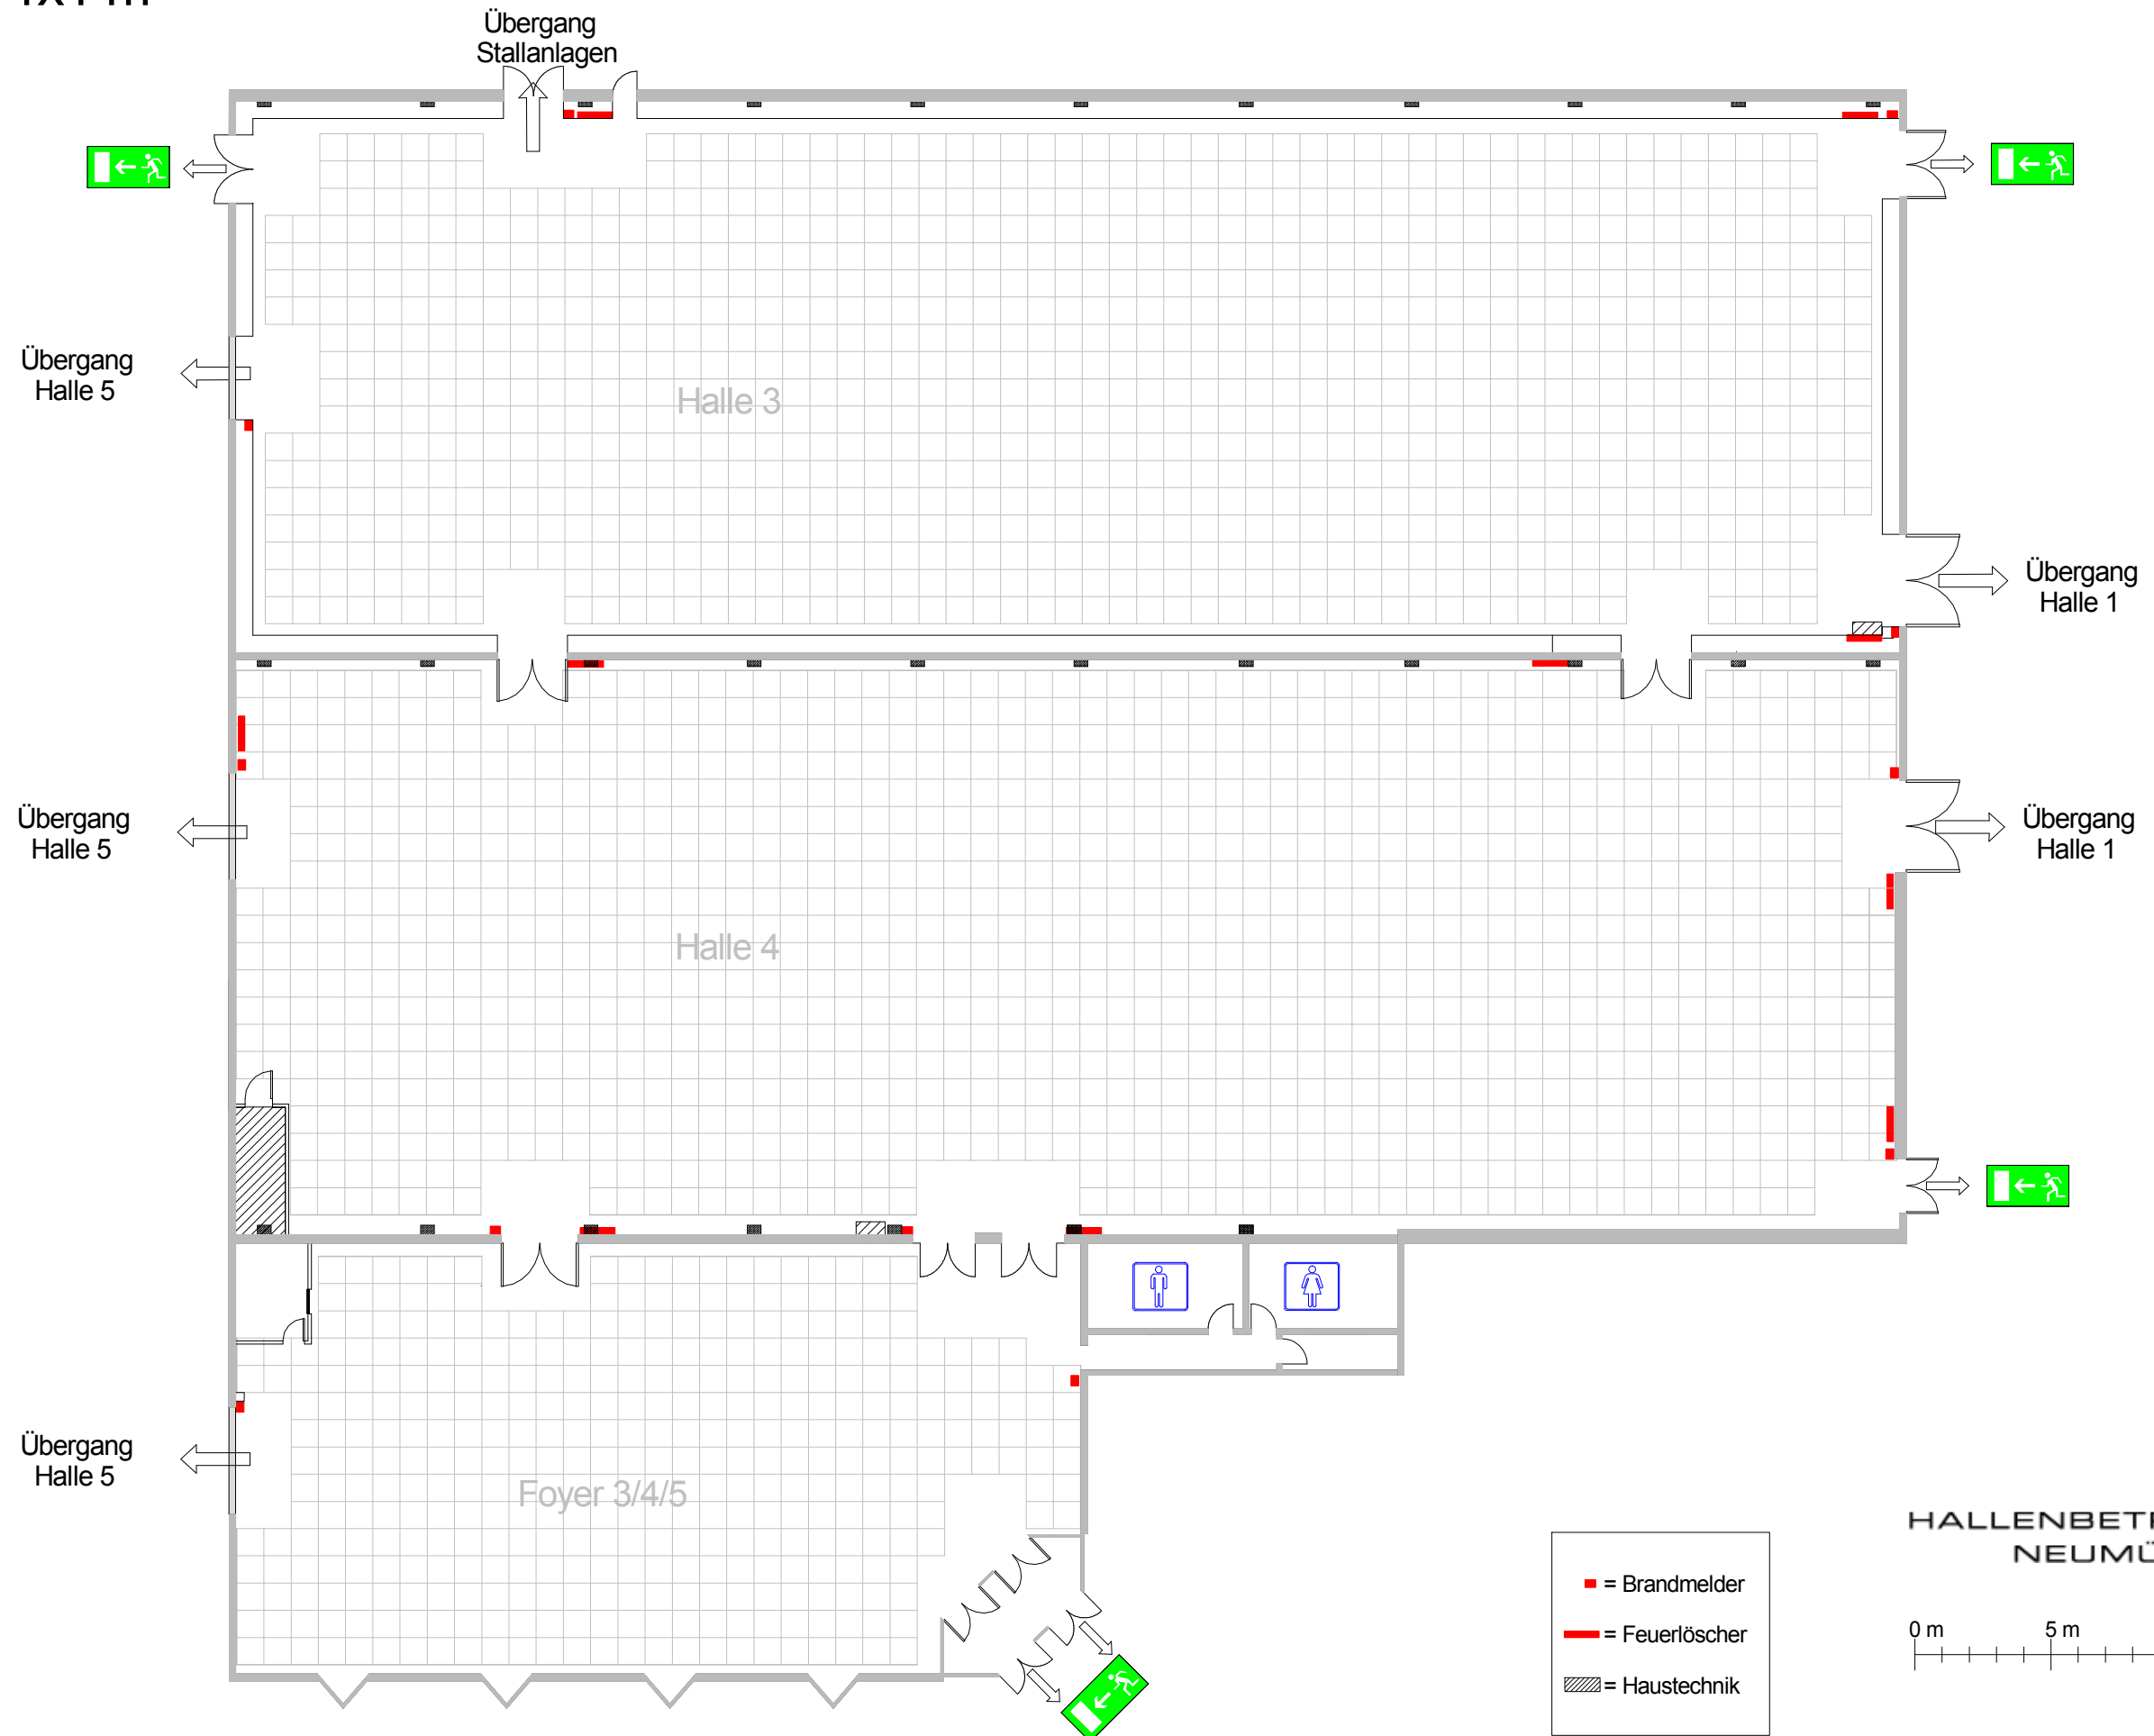 Übergang
Stallanlagen
Übergang
Halle 5
Halle 3
Übergang
Halle 1
Übergang
Halle 5
Übergang
Halle 1
Halle 4
Übergang
Halle 5
Foyer 3/4/5
= Brandmelder
= Feuerlöscher
= Haustechnik
0 m
5 m